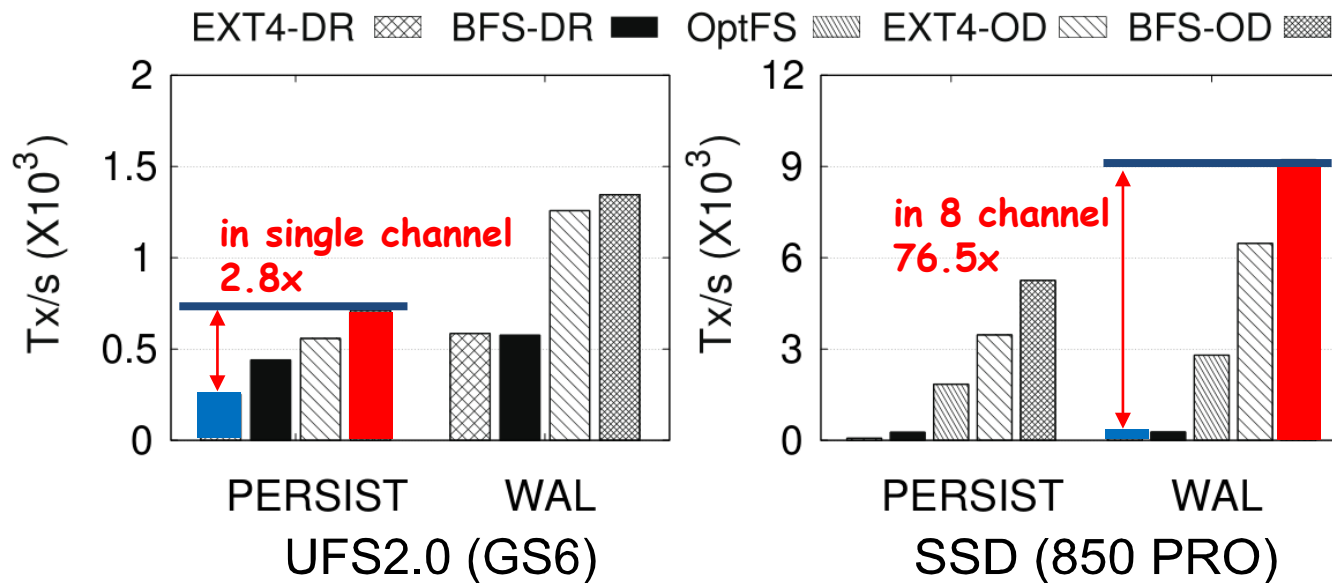 EXT4-DR BFS-DR OptFS EXT4-OD BFS-OD
Tx/s (X10³)
2
1.5
1
0.5
0
in single channel
2.8x
PERSIST WAL
UFS2.0 (GS6)
Tx/s (X10³)
12
9
6
3
0
in 8 channel
76.5x
PERSIST WAL
SSD (850 PRO)